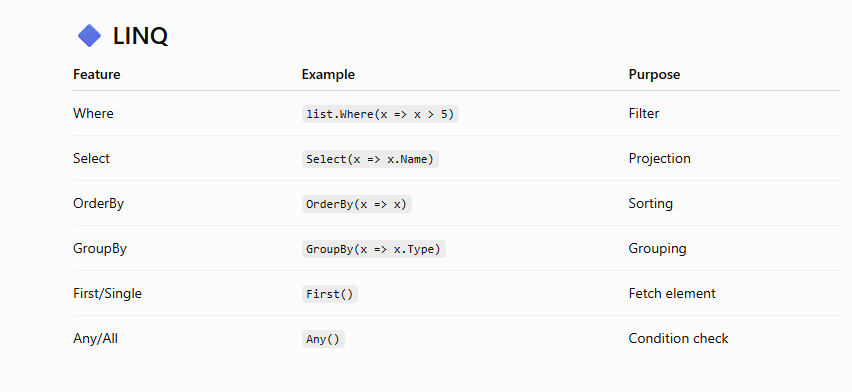 LINQ
Feature Example Purpose
Where list.Where(x => x > 5) Filter
Select Select(x => x.Name) Projection
OrderBy OrderBy(x => x) Sorting
GroupBy GroupBy(x => x.Type) Grouping
First/Single First() Fetch element
Any/All Any() Condition check